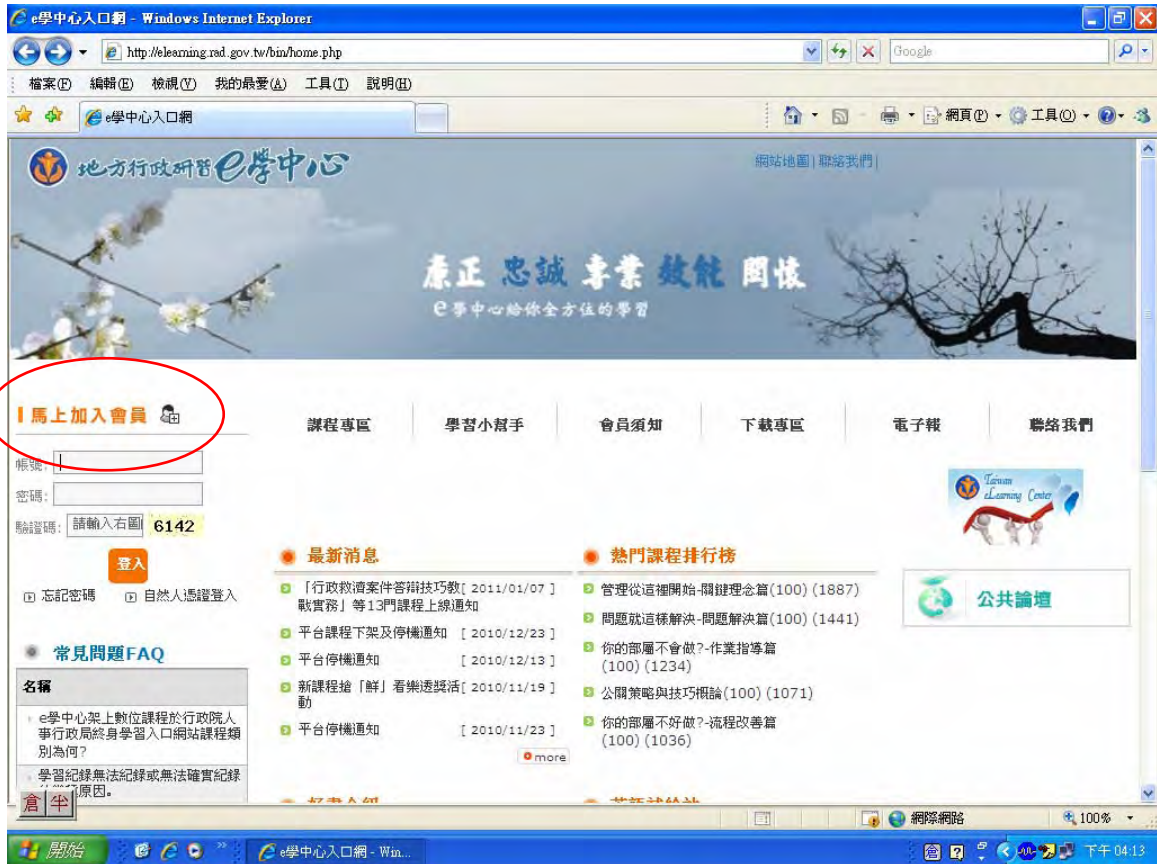 e學中心入口網 - Windows Internet Explorer
http://elearning.rad.gov.tw/bin/home.php
Google
檔案(F) 編輯(E) 檢視(V) 我的最愛(A) 工具(T) 說明(H)
e學中心入口網
網頁(P) 工具(O)
地方行政研習e學中心
網站地圖 | 聯絡我們 |
廉正 忠誠 專業 效能 關懷
e學中心給你全方位的學習
馬上加入會員
課程專區 學習小幫手 會員須知 下載專區 電子報 聯絡我們
帳號:
密碼:
驗證碼: 請輸入右圖 6142
登入
忘記密碼 自然人憑證登入
Taiwan
eLearning Center
公共論壇
最新消息
「行政救濟案件答辯技巧教[ 2011/01/07 ]
戰實務」等13門課程上線通知
平台課程下架及停機通知 [ 2010/12/23 ]
平台停機通知 [ 2010/12/13 ]
新課程搶「鮮」看樂透獎活[ 2010/11/19 ]
動
平台停機通知 [ 2010/11/23 ]
more
熱門課程排行榜
管理從這裡開始-關鍵理念篇(100) (1887)
問題就這樣解決-問題解決篇(100) (1441)
你的部屬不會做?-作業指導篇
(100) (1234)
公關策略與技巧概論(100) (1071)
你的部屬不好做?-流程改善篇
(100) (1036)
常見問題FAQ
名稱
e學中心架上數位課程於行政院人
事行政局終身學習入口網站課程類
別為何?
學習紀錄無法紀錄或無法確實紀錄
原因。
倉 半
網際網路 100%
開始 e學中心入口網 - Win... 倉 下午 04:13